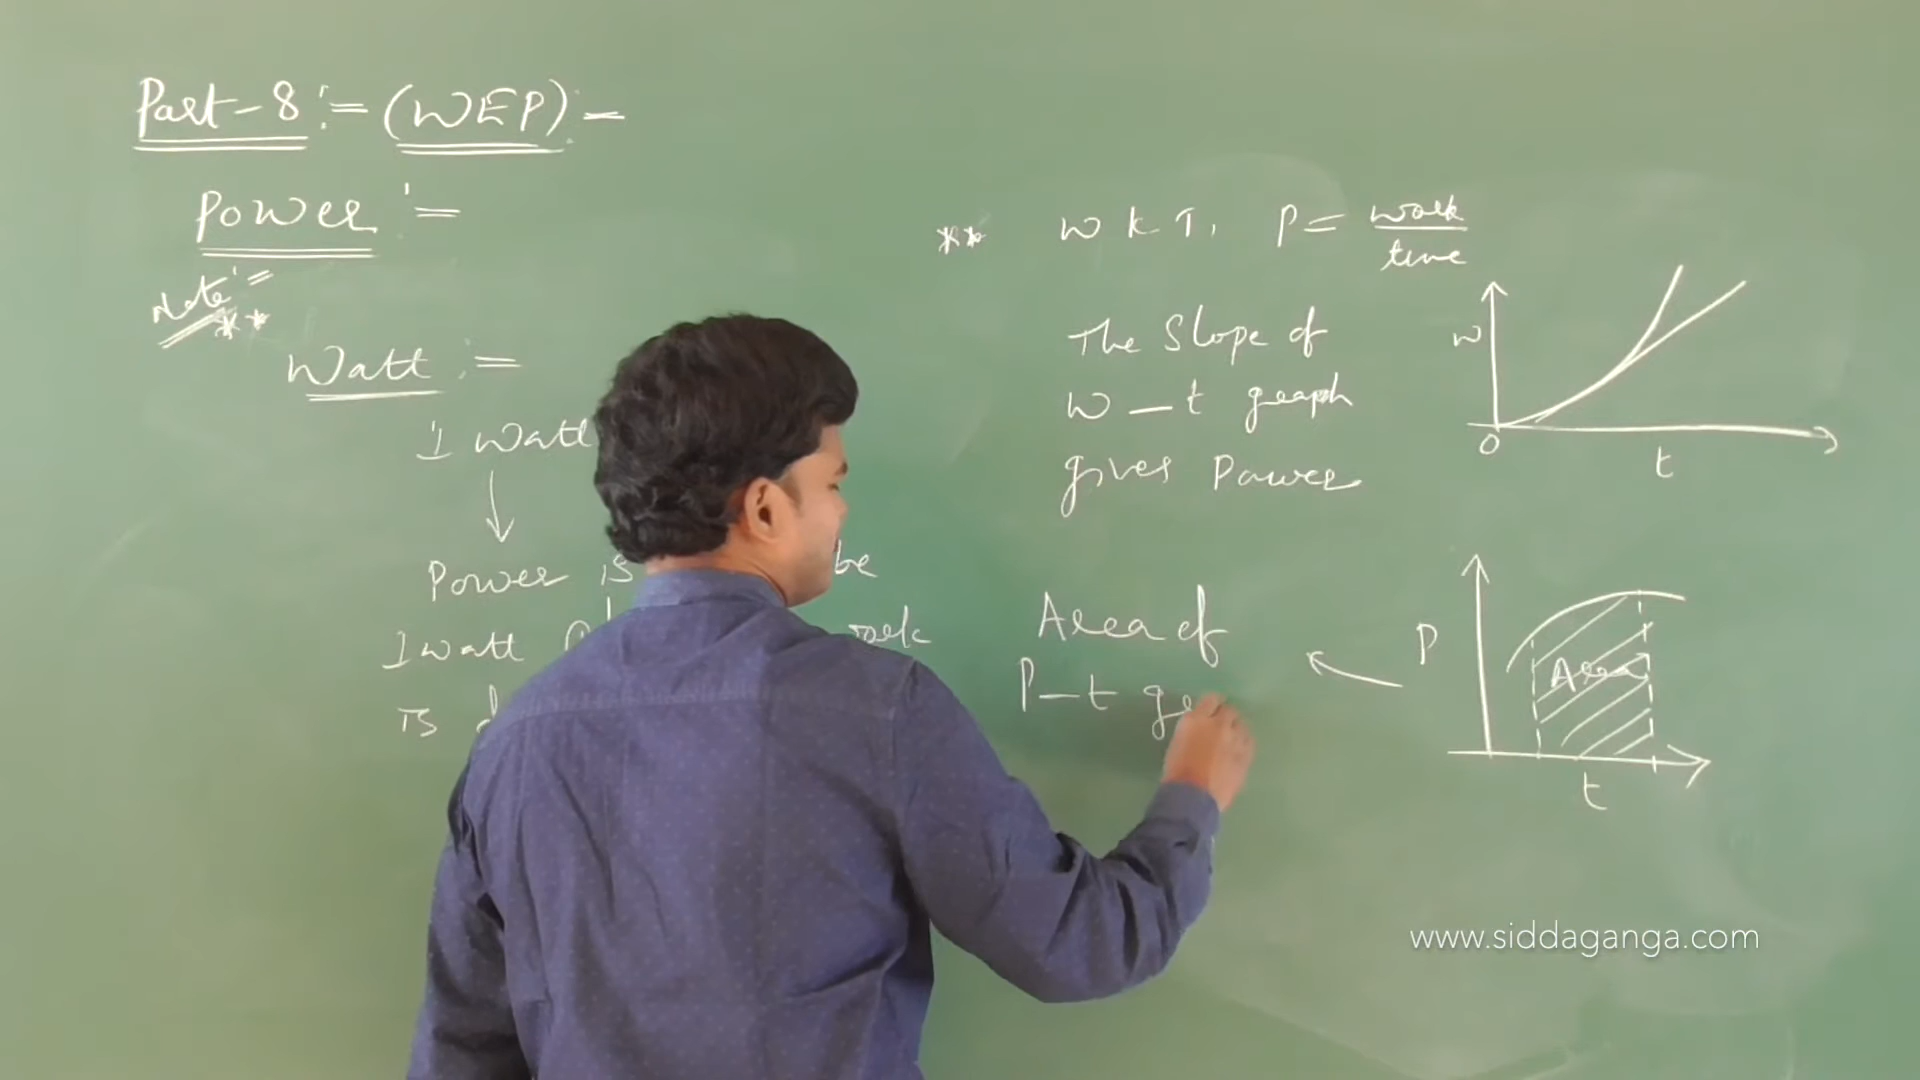 Part-8:= (WEP):-
Power :=
Note:=
**
Watt :=
1 Watt
Power is be
1 watt work
is
** W K T, P = work
time
The Slope of
W - t graph
gives Power
W
0
t
Area of
P-t
P
Area
t
www.siddaganga.com